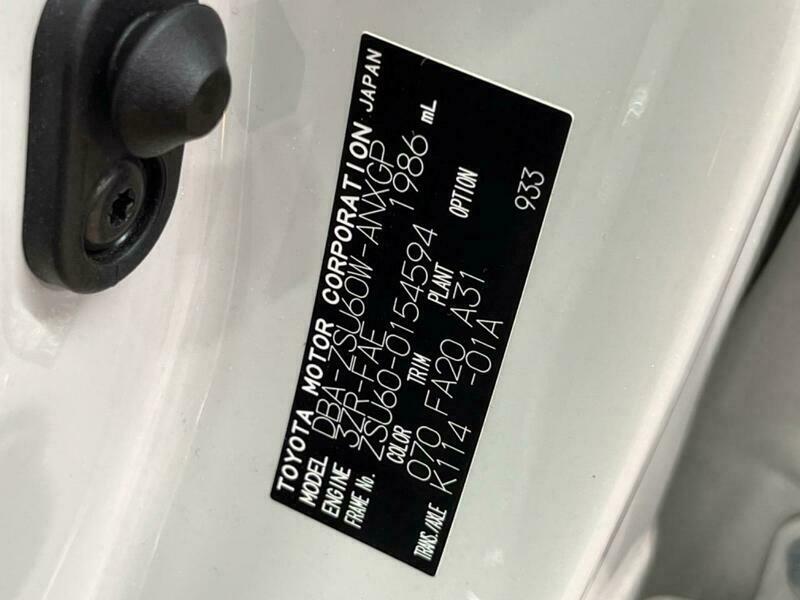 TOYOTA MOTOR CORPORATION JAPAN
MODEL DBA-ZSU60W-ANXGP
ENGINE 3ZR-FAE 1986 mL
FRAME No. ZSU60-0154594
COLOR TRIM PLANT OPTION
070 FA20 A31
TRANS./AXLE K114 -01A 933